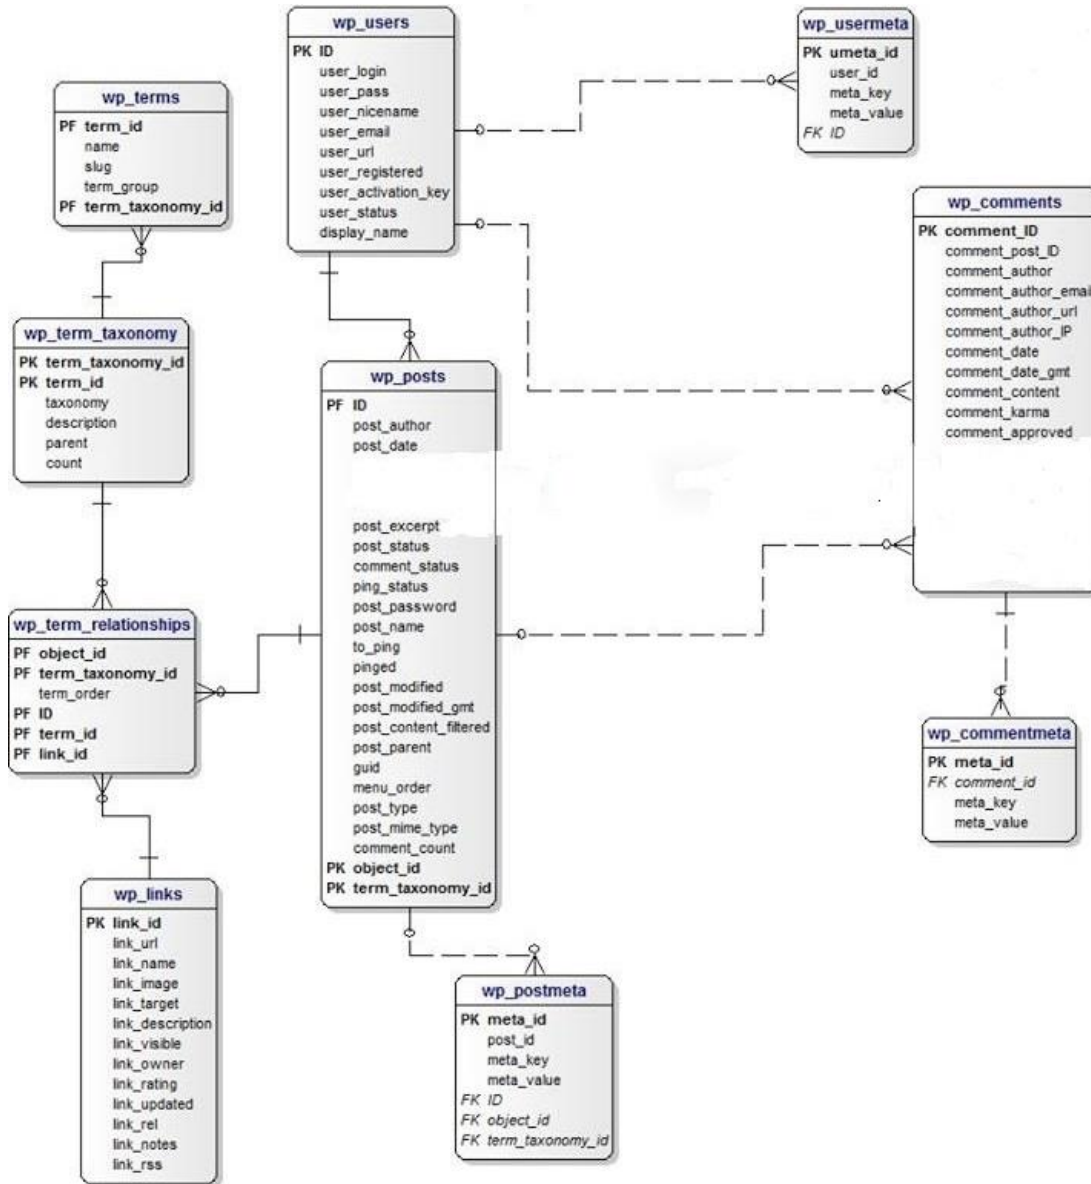 wp_users
PK ID
user_login
user_pass
user_nicename
user_email
user_url
user_registered
user_activation_key
user_status
display_name
wp_usermeta
PK umeta_id
user_id
meta_key
meta_value
FK ID
wp_terms
PF term_id
name
slug
term_group
PF term_taxonomy_id
wp_comments
PK comment_ID
comment_post_ID
comment_author
comment_author_email
comment_author_url
comment_author_IP
comment_date
comment_date_gmt
comment_content
comment_karma
comment_approved
wp_term_taxonomy
PK term_taxonomy_id
PK term_id
taxonomy
description
parent
count
wp_posts
PF ID
post_author
post_date
post_excerpt
post_status
comment_status
ping_status
post_password
post_name
to_ping
pinged
post_modified
post_modified_gmt
post_content_filtered
post_parent
guid
menu_order
post_type
post_mime_type
comment_count
PK object_id
PK term_taxonomy_id
wp_term_relationships
PF object_id
PF term_taxonomy_id
term_order
PF ID
PF term_id
PF link_id
wp_commentmeta
PK meta_id
FK comment_id
meta_key
meta_value
wp_links
PK link_id
link_url
link_name
link_image
link_target
link_description
link_visible
link_owner
link_rating
link_updated
link_rel
link_notes
link_rss
wp_postmeta
PK meta_id
post_id
meta_key
meta_value
FK ID
FK object_id
FK term_taxonomy_id